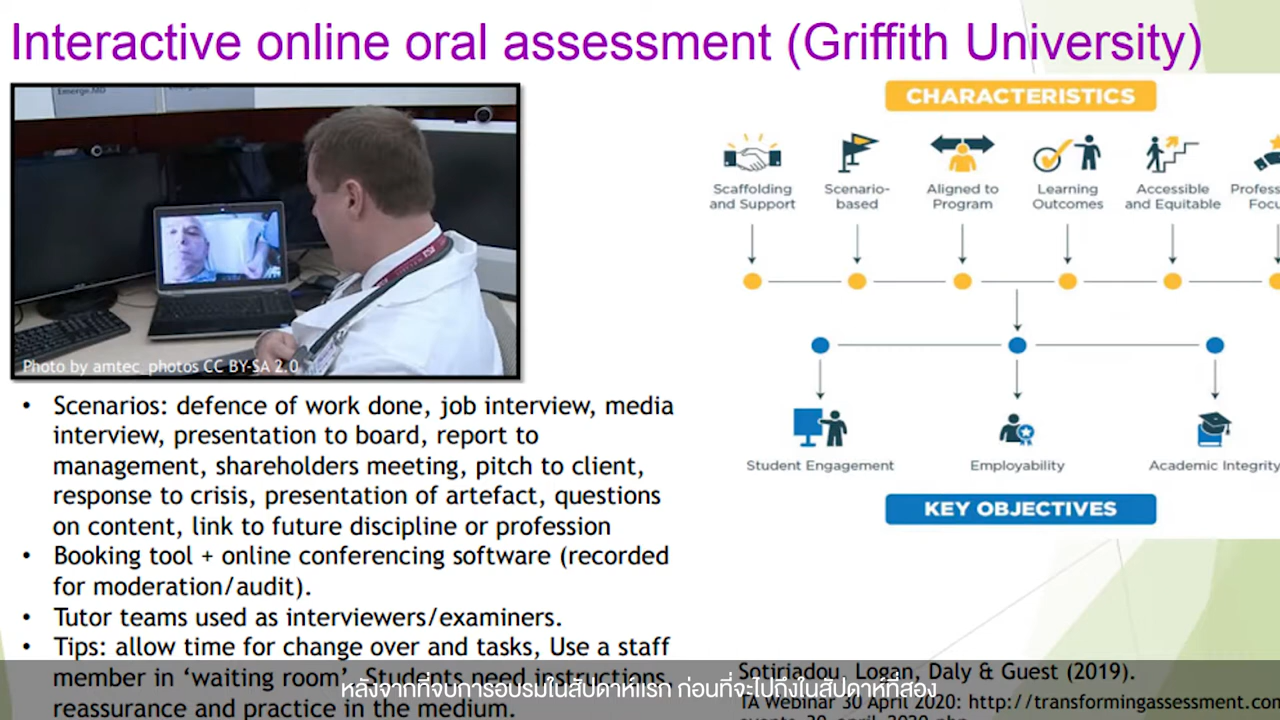 Interactive online oral assessment (Griffith University)
Emerge.MD
Photo by amtec_photos CC BY-SA 2.0
• Scenarios: defence of work done, job interview, media
interview, presentation to board, report to
management, shareholders meeting, pitch to client,
response to crisis, presentation of artefact, questions
on content, link to future discipline or profession
• Booking tool + online conferencing software (recorded
for moderation/audit).
• Tutor teams used as interviewers/examiners.
• Tips: allow time for change over and tasks, Use a staff
member in ‘waiting room’. Students need instructions,
reassurance and practice in the medium.
CHARACTERISTICS
Scaffolding
and Support
Scenario-
based
Aligned to
Program
Learning
Outcomes
Accessible
and Equitable
Profess
Focu
Student Engagement
Employability
Academic Integrity
KEY OBJECTIVES
Sotiriadou, Logan, Daly & Guest (2019).
TA Webinar 30 April 2020: http://transformingassessment.com
หลังจากที่จบการอบรมในสัปดาห์แรก ก่อนที่จะไปถึงในสัปดาห์ที่สอง